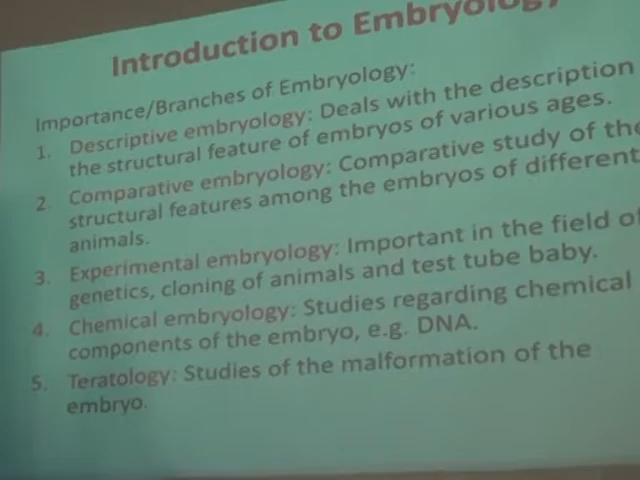 Introduction to Embryology
Importance/Branches of Embryology:
1. Descriptive embryology: Deals with the description
the structural feature of embryos of various ages.
2. Comparative embryology: Comparative study of the
structural features among the embryos of different
animals.
3. Experimental embryology: Important in the field of
genetics, cloning of animals and test tube baby.
4. Chemical embryology: Studies regarding chemical
components of the embryo, e.g. DNA.
5. Teratology: Studies of the malformation of the
embryo.